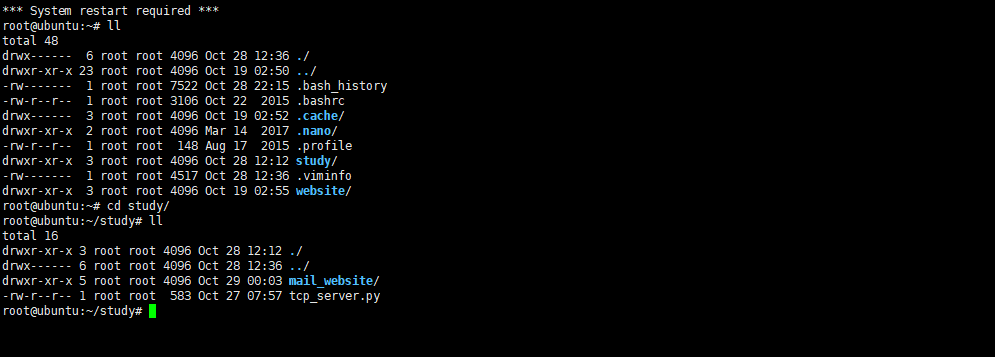 *** System restart required ***
root@ubuntu:~# ll
total 48
drwx------  6 root root 4096 Oct 28 12:36 ./
drwxr-xr-x 23 root root 4096 Oct 19 02:50 ../
-rw-------  1 root root 7522 Oct 28 22:15 .bash_history
-rw-r--r--  1 root root 3106 Oct 22  2015 .bashrc
drwx------  3 root root 4096 Oct 19 02:52 .cache/
drwxr-xr-x  2 root root 4096 Mar 14  2017 .nano/
-rw-r--r--  1 root root  148 Aug 17  2015 .profile
drwxr-xr-x  3 root root 4096 Oct 28 12:12 study/
-rw-------  1 root root 4517 Oct 28 12:36 .viminfo
drwxr-xr-x  3 root root 4096 Oct 19 02:55 website/
root@ubuntu:~# cd study/
root@ubuntu:~/study# ll
total 16
drwxr-xr-x 3 root root 4096 Oct 28 12:12 ./
drwx------ 6 root root 4096 Oct 28 12:36 ../
drwxr-xr-x 5 root root 4096 Oct 29 00:03 mail_website/
-rw-r--r-- 1 root root  583 Oct 27 07:57 tcp_server.py
root@ubuntu:~/study#